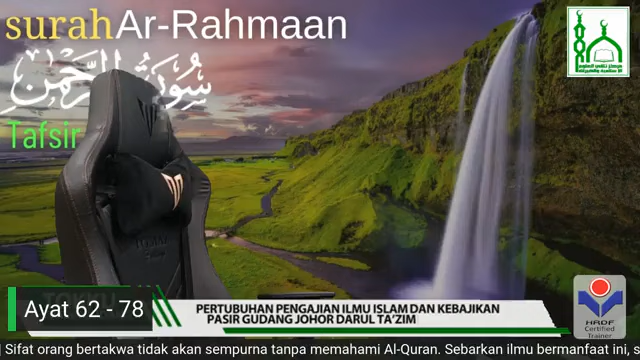 surah Ar-Rahmaan
سورة الرحمن
Tafsir
Ayat 62 - 78
PERTUBUHAN PENGAJIAN ILMU ISLAM DAN KEBAJIKAN
PASIR GUDANG JOHOR DARUL TA'ZIM
HRDF
Certified
Trainer
Sifat orang bertakwa tidak akan sempurna tanpa memahami Al-Quraan. Sebarkan ilmu bermanfaat ini, s